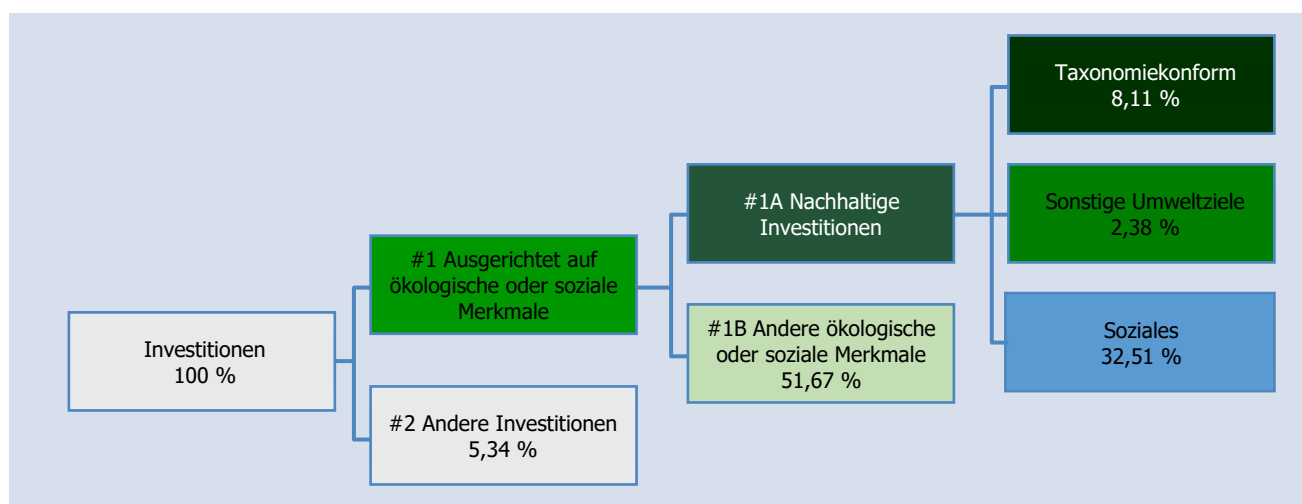 Investitionen
100 %
#1 Ausgerichtet auf
ökologische oder soziale
Merkmale
#2 Andere Investitionen
5,34 %
#1A Nachhaltige
Investitionen
#1B Andere ökologische
oder soziale Merkmale
51,67 %
Taxonomiekonform
8,11 %
Sonstige Umweltziele
2,38 %
Soziales
32,51 %